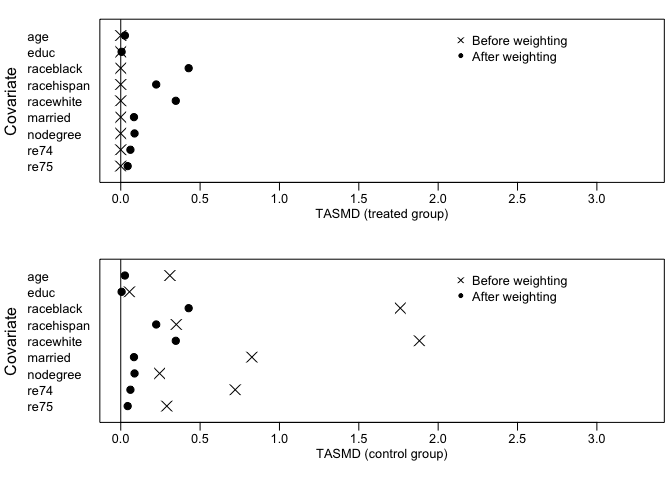 Covariate
age
educ
raceblack
racehispan
racewhite
married
nodegree
re74
re75
Before weighting
After weighting
0.0 0.5 1.0 1.5 2.0 2.5 3.0
TASMD (treated group)
Covariate
age
educ
raceblack
racehispan
racewhite
married
nodegree
re74
re75
Before weighting
After weighting
0.0 0.5 1.0 1.5 2.0 2.5 3.0
TASMD (control group)